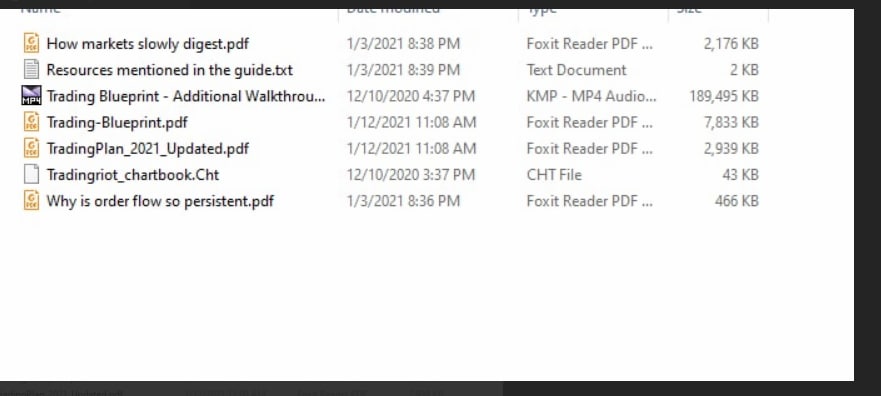 Name Date modified Type Size
How markets slowly digest.pdf 1/3/2021 8:38 PM Foxit Reader PDF ... 2,176 KB
Resources mentioned in the guide.txt 1/3/2021 8:39 PM Text Document 2 KB
MP4 Trading Blueprint - Additional Walkthrou... 12/10/2020 4:37 PM KMP - MP4 Audio... 189,495 KB
Trading-Blueprint.pdf 1/12/2021 11:08 AM Foxit Reader PDF ... 7,833 KB
TradingPlan_2021_Updated.pdf 1/12/2021 11:08 AM Foxit Reader PDF ... 2,939 KB
Tradingriot_chartbook.Cht 12/10/2020 3:37 PM CHT File 43 KB
Why is order flow so persistent.pdf 1/3/2021 8:36 PM Foxit Reader PDF ... 466 KB